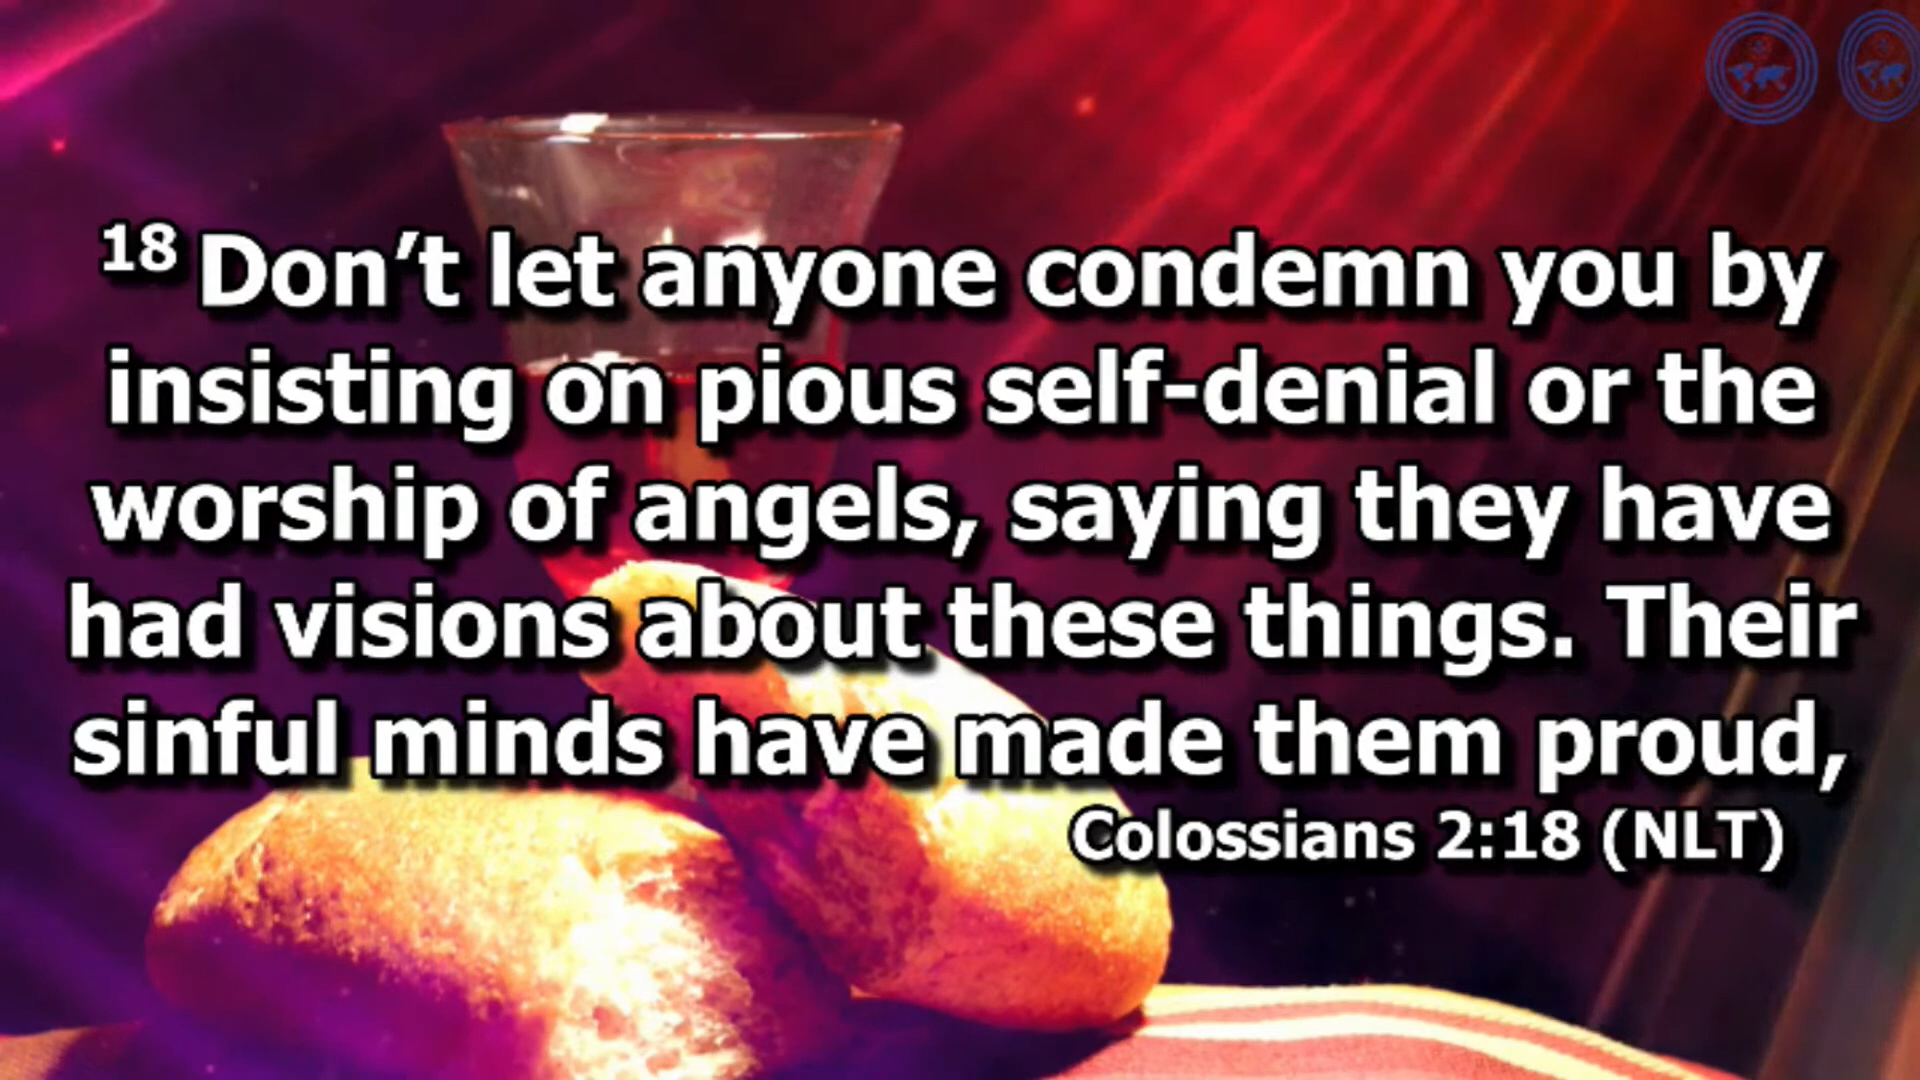 18 Don’t let anyone condemn you by
insisting on pious self-denial or the
worship of angels, saying they have
had visions about these things. Their
sinful minds have made them proud,
Colossians 2:18 (NLT)